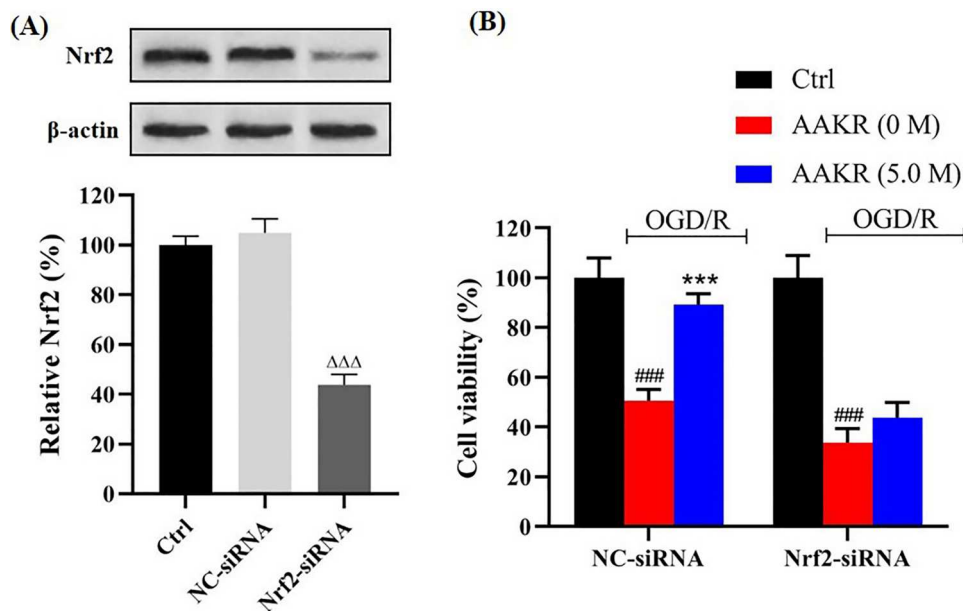 (A)
Nrf2
β-actin
Relative Nrf2 (%)
120
100
80
60
40
20
0
ΔΔΔ
Ctrl
NC-siRNA
Nrf2-siRNA
(B)
Ctrl
AAKR (0 M)
AAKR (5.0 M)
Cell viability (%)
120
100
80
60
40
20
0
OGD/R
OGD/R
###
***
###
NC-siRNA
Nrf2-siRNA